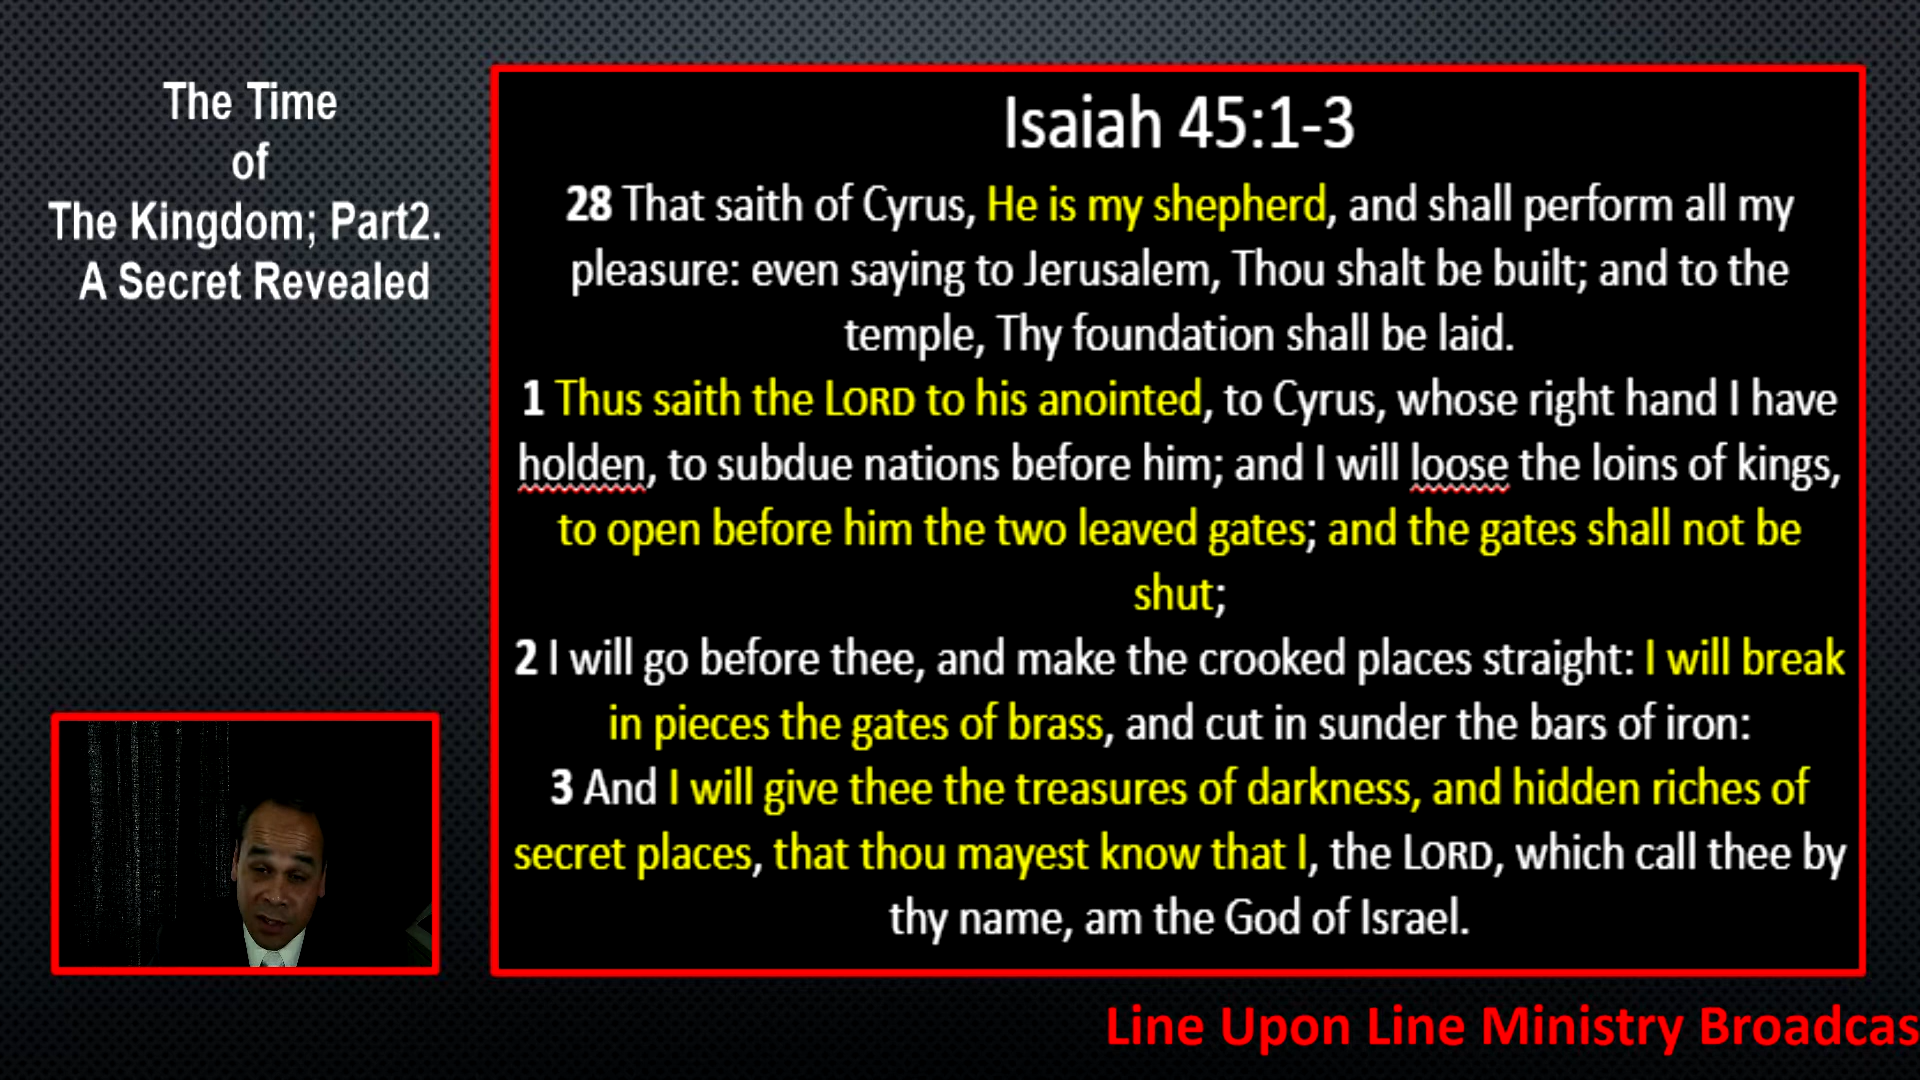 The Time
of
The Kingdom; Part2.
A Secret Revealed
Isaiah 45:1-3
28 That saith of Cyrus, He is my shepherd, and shall perform all my
pleasure: even saying to Jerusalem, Thou shalt be built; and to the
temple, Thy foundation shall be laid.
1 Thus saith the LORD to his anointed, to Cyrus, whose right hand I have
holden, to subdue nations before him; and I will loose the loins of kings,
to open before him the two leaved gates; and the gates shall not be
shut;
2 I will go before thee, and make the crooked places straight: I will break
in pieces the gates of brass, and cut in sunder the bars of iron:
3 And I will give thee the treasures of darkness, and hidden riches of
secret places, that thou mayest know that I, the LORD, which call thee by
thy name, am the God of Israel.
Line Upon Line Ministry Broadcas